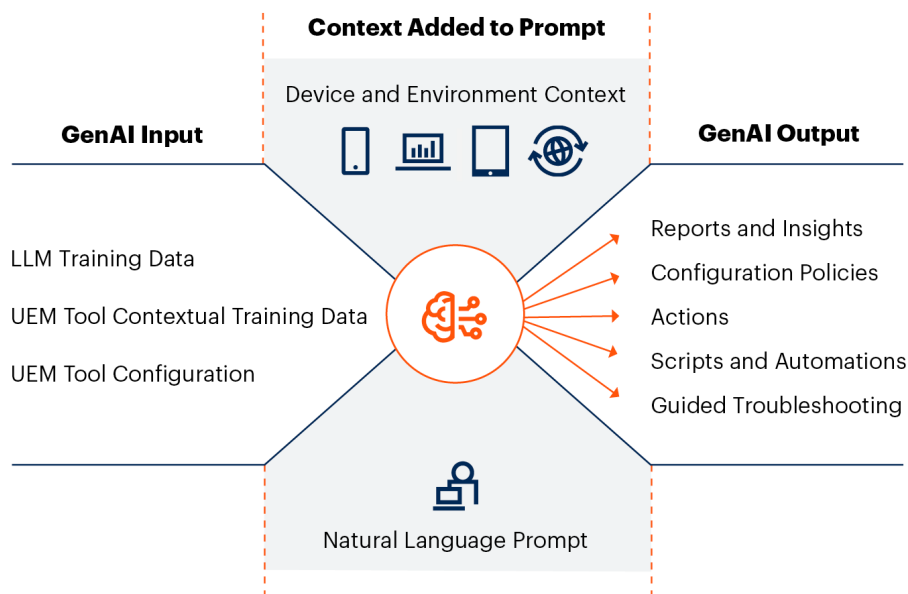 Context Added to Prompt
Device and Environment Context
GenAI Input
GenAI Output
LLM Training Data
UEM Tool Contextual Training Data
UEM Tool Configuration
Reports and Insights
Configuration Policies
Actions
Scripts and Automations
Guided Troubleshooting
Natural Language Prompt